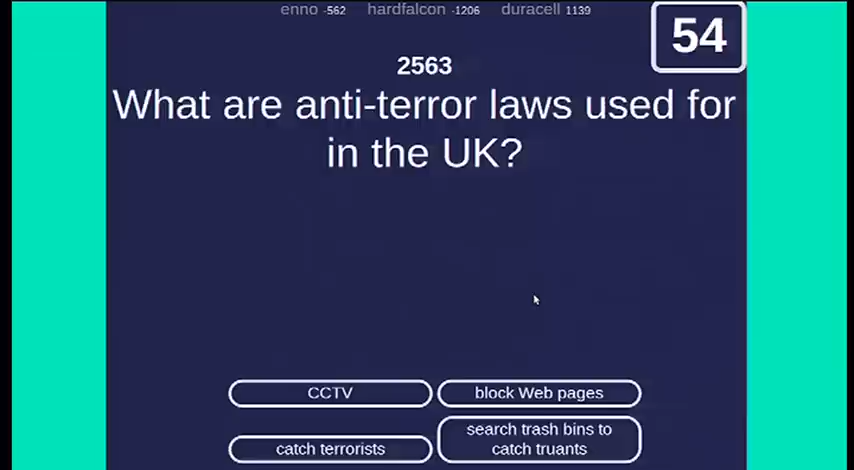 enno -562 hardfalcon -1206 duracell 1139
54
2563
What are anti-terror laws used for
in the UK?
CCTV
block Web pages
catch terrorists
search trash bins to
catch truants